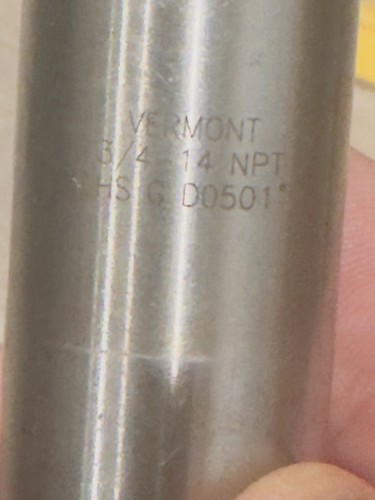 VERMONT
3/4 14 NPT
HS G D0501°